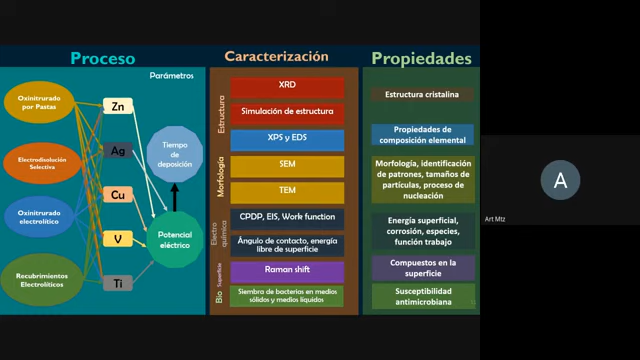 Proceso
Parámetros
Oxinitrurado
por Pastas
Electrodisolución
Selectiva
Oxinitrurado
electrolítico
Recubrimientos
Electrolíticos
Zn
Ag
Cu
V
Ti
Tiempo
de
deposición
Potencial
eléctrico
Caracterización
Estructura
XRD
Simulación de estructura
XPS y EDS
Morfología
SEM
TEM
Electro
química
CPDP, EIS, Work function
Ángulo de contacto, energía
libre de superficie
Superficie
Raman shift
Bio
Siembra de bacterios en medios
sólidos y medios líquidos
Propiedades
Estructura cristalina
Propiedades de
composición elemental
Morfología, identificación
de patrones, tamaños de
partículas, proceso de
nucleación
Energía superficial,
corrosión, especies,
función trabajo
Compuestos en la
superficie
Susceptibilidad
antimicrobiana
A
Art Mtz